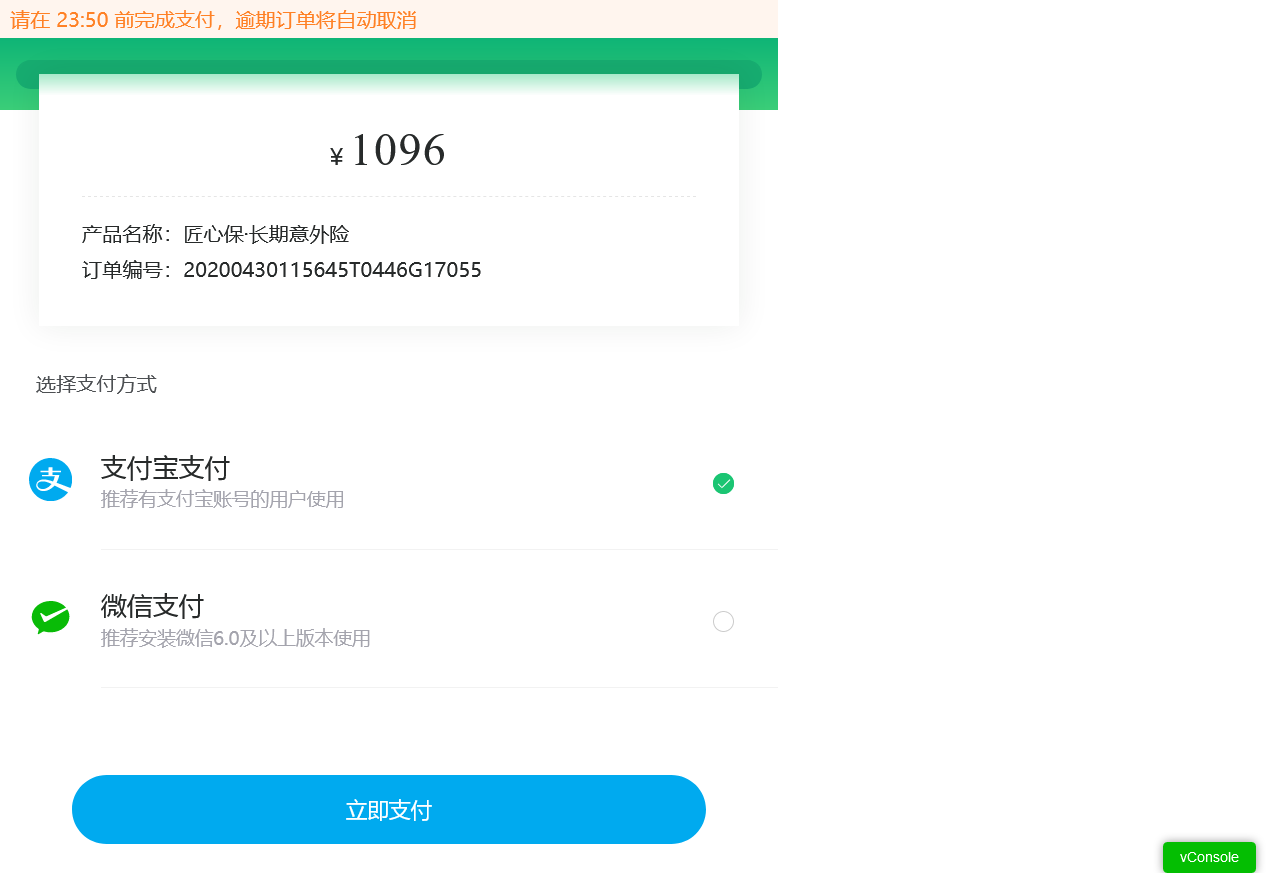 请在 23:50 前完成支付，逾期订单将自动取消
¥ 1096
产品名称：匠心保·长期意外险
订单编号：20200430115645T0446G17055
选择支付方式
支付宝支付
推荐有支付宝账号的用户使用
微信支付
推荐安装微信6.0及以上版本使用
立即支付
vConsole